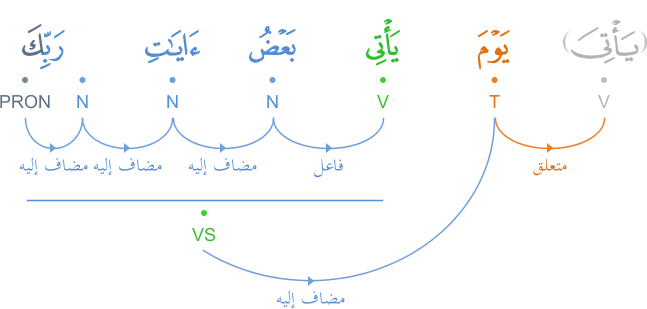 (يَأْتِىَ) يَوْمَ يَأْتِى بَعْضُ ءَايَٰتِ رَبِّكَ
V T V N N N PRON
متعلق فاعل مضاف إليه مضاف إليه مضاف إليه
VS
مضاف إليه